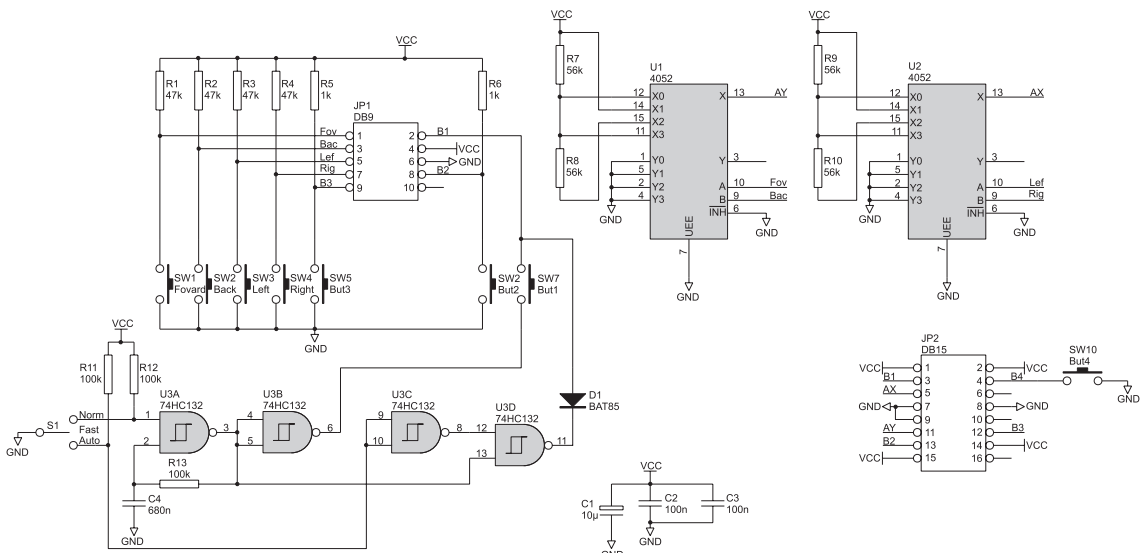 VCC
R1
47k
R2
47k
R3
47k
R4
47k
R5
1k
R6
1k
JP1
DB9
Fov 1 2 B1
Bac 3 4 VCC
Lef 5 6 GND
Rig 7 8 B2
B3 9 10
SW1
Fovard
SW2
Back
SW3
Left
SW4
Right
SW5
But3
SW2
But2
SW7
But1
GND
VCC
R7
56k
R8
56k
U1
4052
12 X0 X 13 AY
14 X1
15 X2
11 X3
1 Y0 Y 3
5 Y1
2 Y2 A 10 Fov
4 Y3 B 9 Bac
INH 6
GND
GND
UEE
7
GND
VCC
R9
56k
R10
56k
U2
4052
12 X0 X 13 AX
14 X1
15 X2
11 X3
1 Y0 Y 3
5 Y1
2 Y2 A 10 Lef
4 Y3 B 9 Rig
INH 6
GND
GND
UEE
7
GND
VCC
R11
100k
R12
100k
S1
Norm
Fast
Auto
GND
U3A
74HC132
1
2
3
R13
100k
C4
680n
GND
U3B
74HC132
4
5
6
U3C
74HC132
9
10
8
U3D
74HC132
12
13
11
D1
BAT85
VCC
C1
10µ
C2
100n
C3
100n
GND
GND
JP2
DB15
VCC 1 2 VCC
B1 3 4 B4
AX 5 6
GND 7 8 GND
9 10
AY 11 12 B3
B2 13 14 VCC
VCC 15 16
SW10
But4
GND